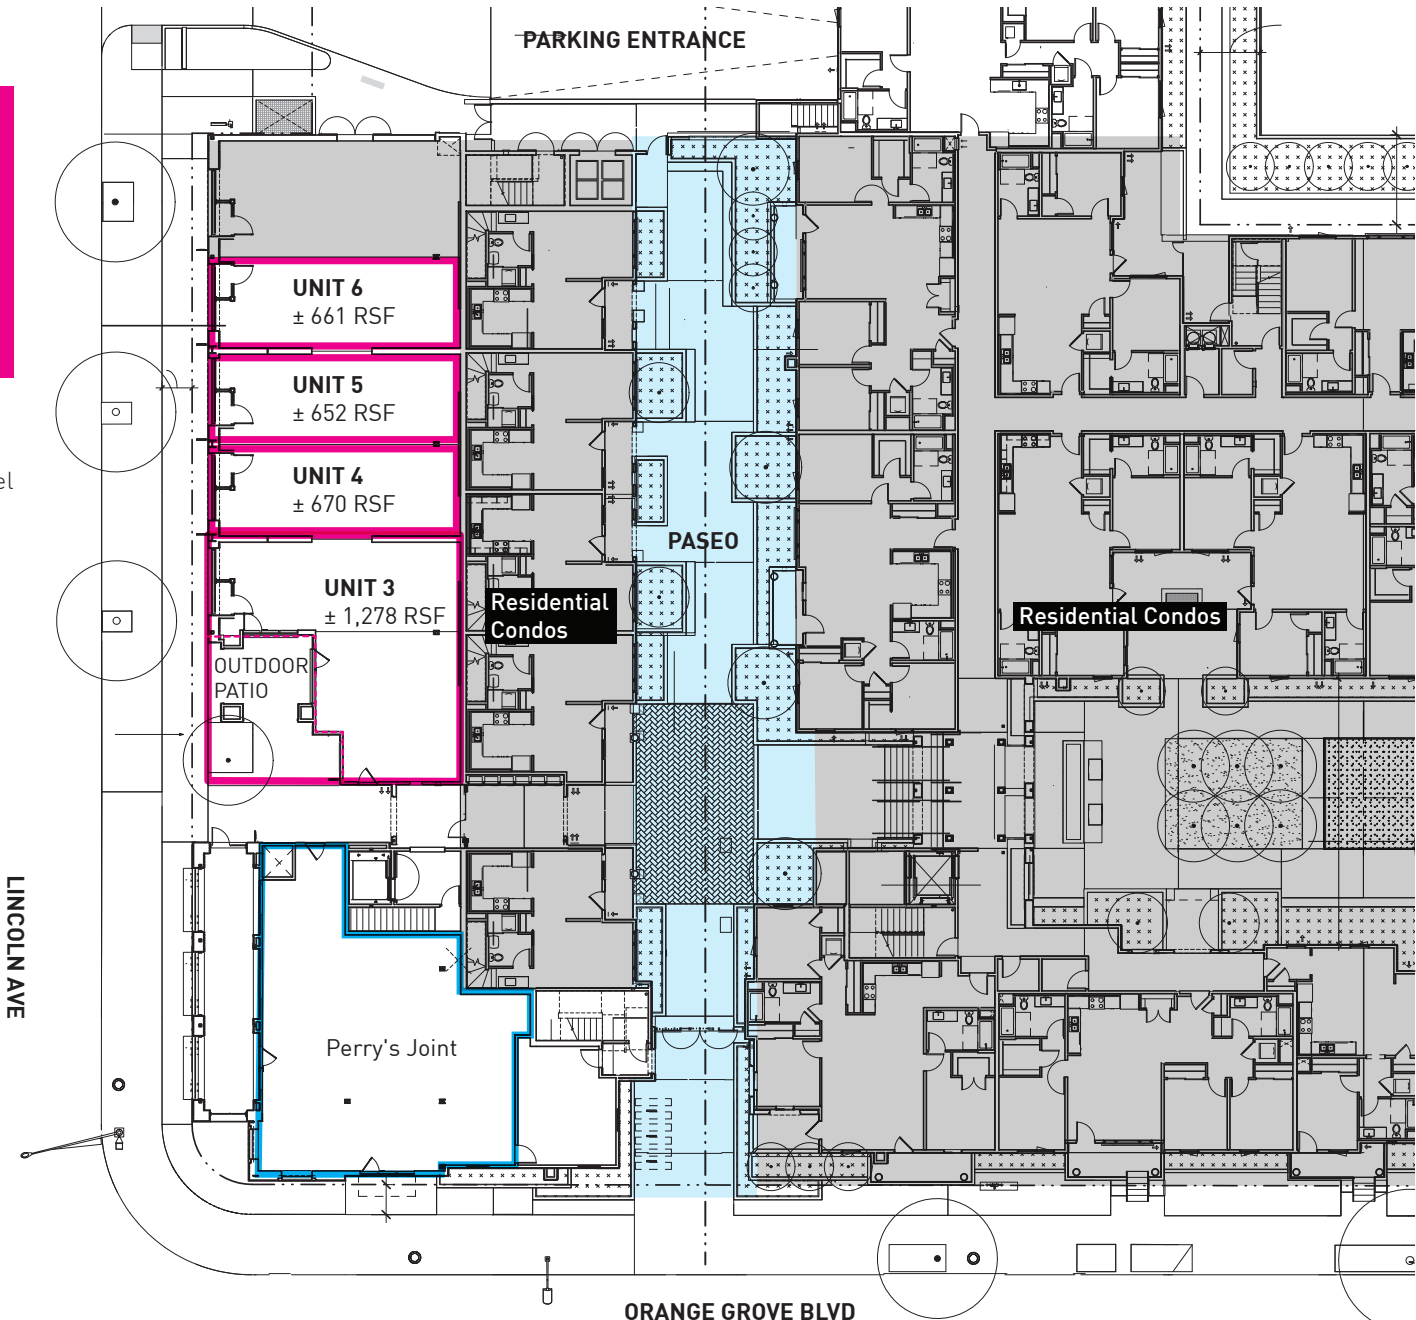 PARKING ENTRANCE
UNIT 6
± 661 RSF
UNIT 5
± 652 RSF
UNIT 4
± 670 RSF
el
UNIT 3
± 1,278 RSF
OUTDOOR
PATIO
PASEO
Residential
Condos
Residential Condos
Perry's Joint
LINCOLN AVE
ORANGE GROVE BLVD